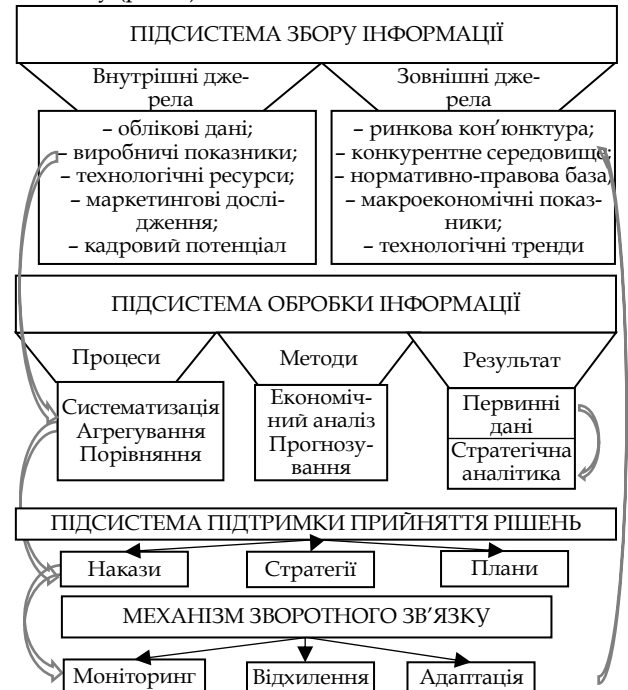 ПІДСИСТЕМА ЗБОРУ ІНФОРМАЦІЇ
Внутрішні дже-
рела
Зовнішні дже-
рела
– облікові дані;
– виробничі показники;
– технологічні ресурси;
– маркетингові дослі-
дження;
– кадровий потенціал
– ринкова кон’юнктура;
– конкурентне середовище;
– нормативно-правова база;
– макроекономічні показ-
ники;
– технологічні тренди
ПІДСИСТЕМА ОБРОБКИ ІНФОРМАЦІЇ
Процеси
Методи
Результат
Систематизація
Агрегування
Порівняння
Економіч-
ний аналіз
Прогнозу-
вання
Первинні
дані
Стратегічна
аналітика
ПІДСИСТЕМА ПІДТРИМКИ ПРИЙНЯТТЯ РІШЕНЬ
Накази
Стратегії
Плани
МЕХАНІЗМ ЗВОРОТНОГО ЗВ’ЯЗКУ
Моніторинг
Відхилення
Адаптація